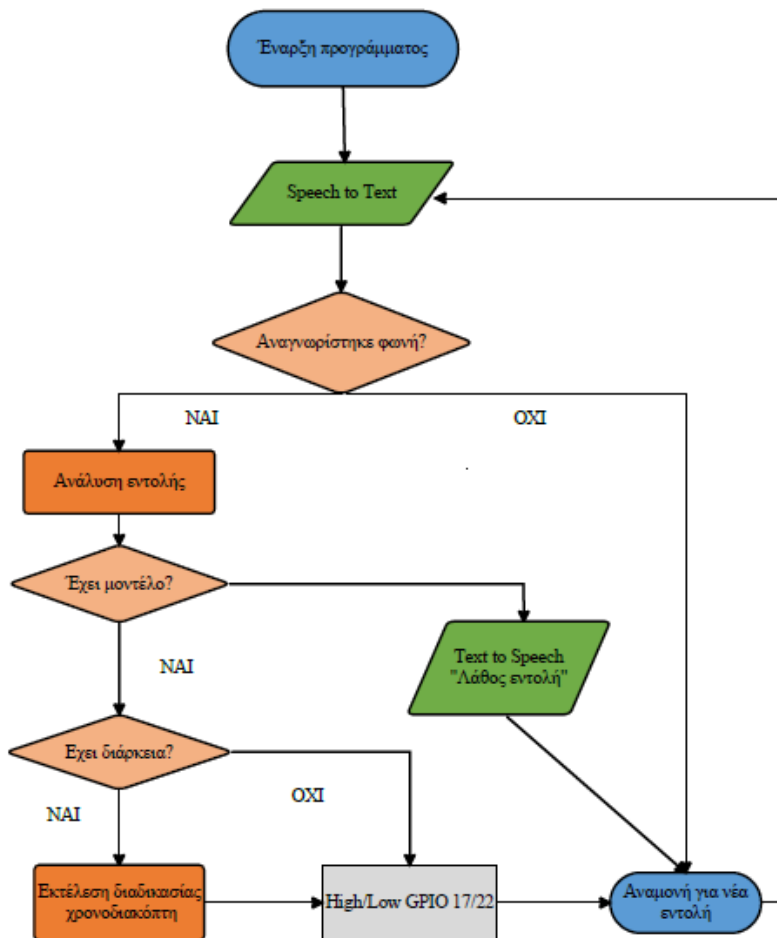 Έναρξη προγράμματος
Speech to Text
Αναγνωρίστηκε φωνή?
ΝΑΙ
ΟΧΙ
Ανάλυση εντολής
Έχει μοντέλο?
Text to Speech
"Λάθος εντολή"
ΝΑΙ
Εχει διάρκεια?
ΟΧΙ
ΝΑΙ
Εκτέλεση διαδικασίας
χρονοδιακόπτη
High/Low GPIO 17/22
Αναμονή για νέα
εντολή